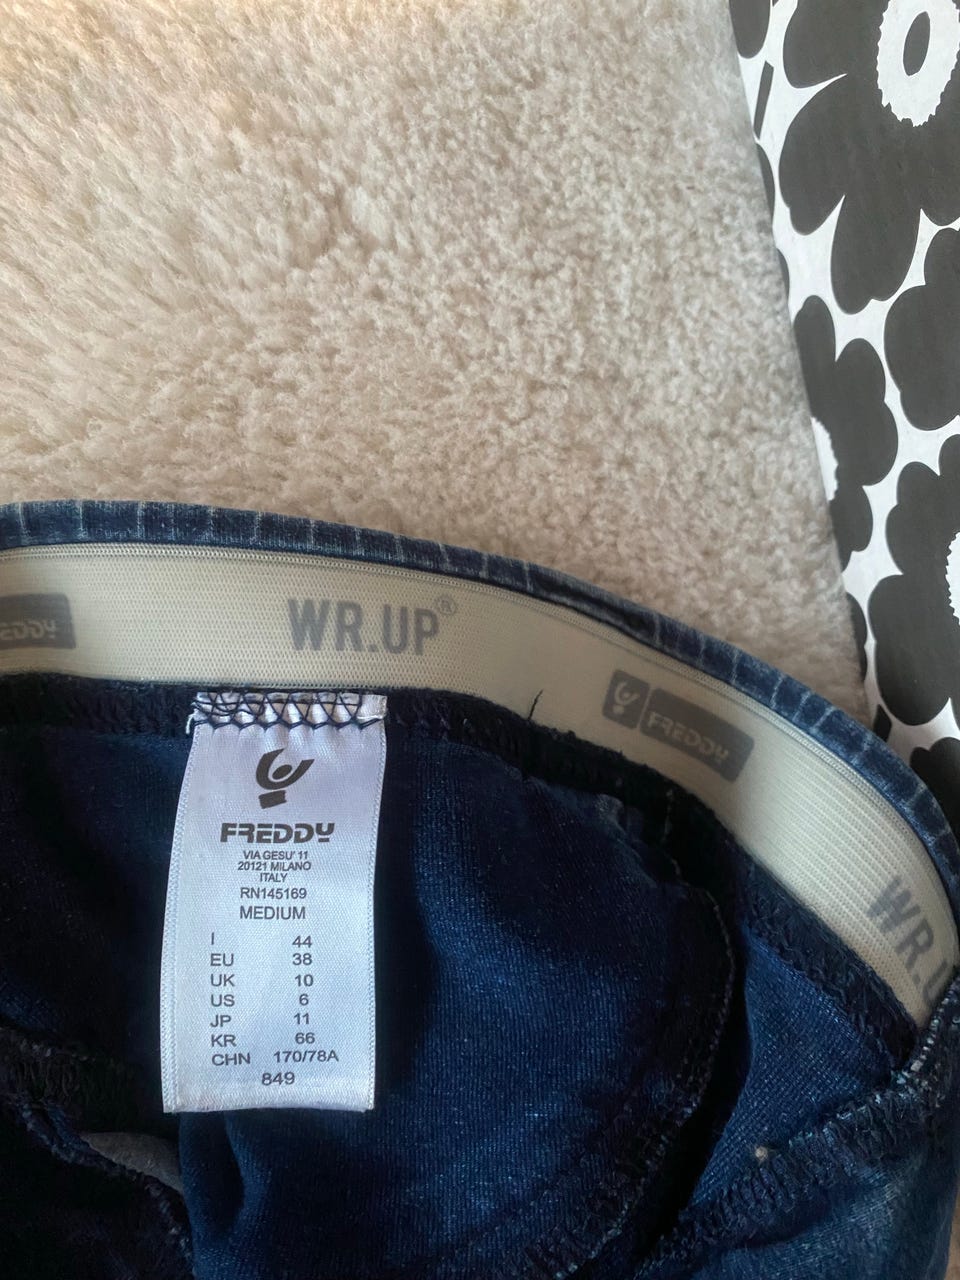 FREDDY
WR.UP®
FREDDY
WR.U
FREDDY
VIA GESU' 11
20121 MILANO
ITALY
RN145169
MEDIUM
I 44
EU 38
UK 10
US 6
JP 11
KR 66
CHN 170/78A
849